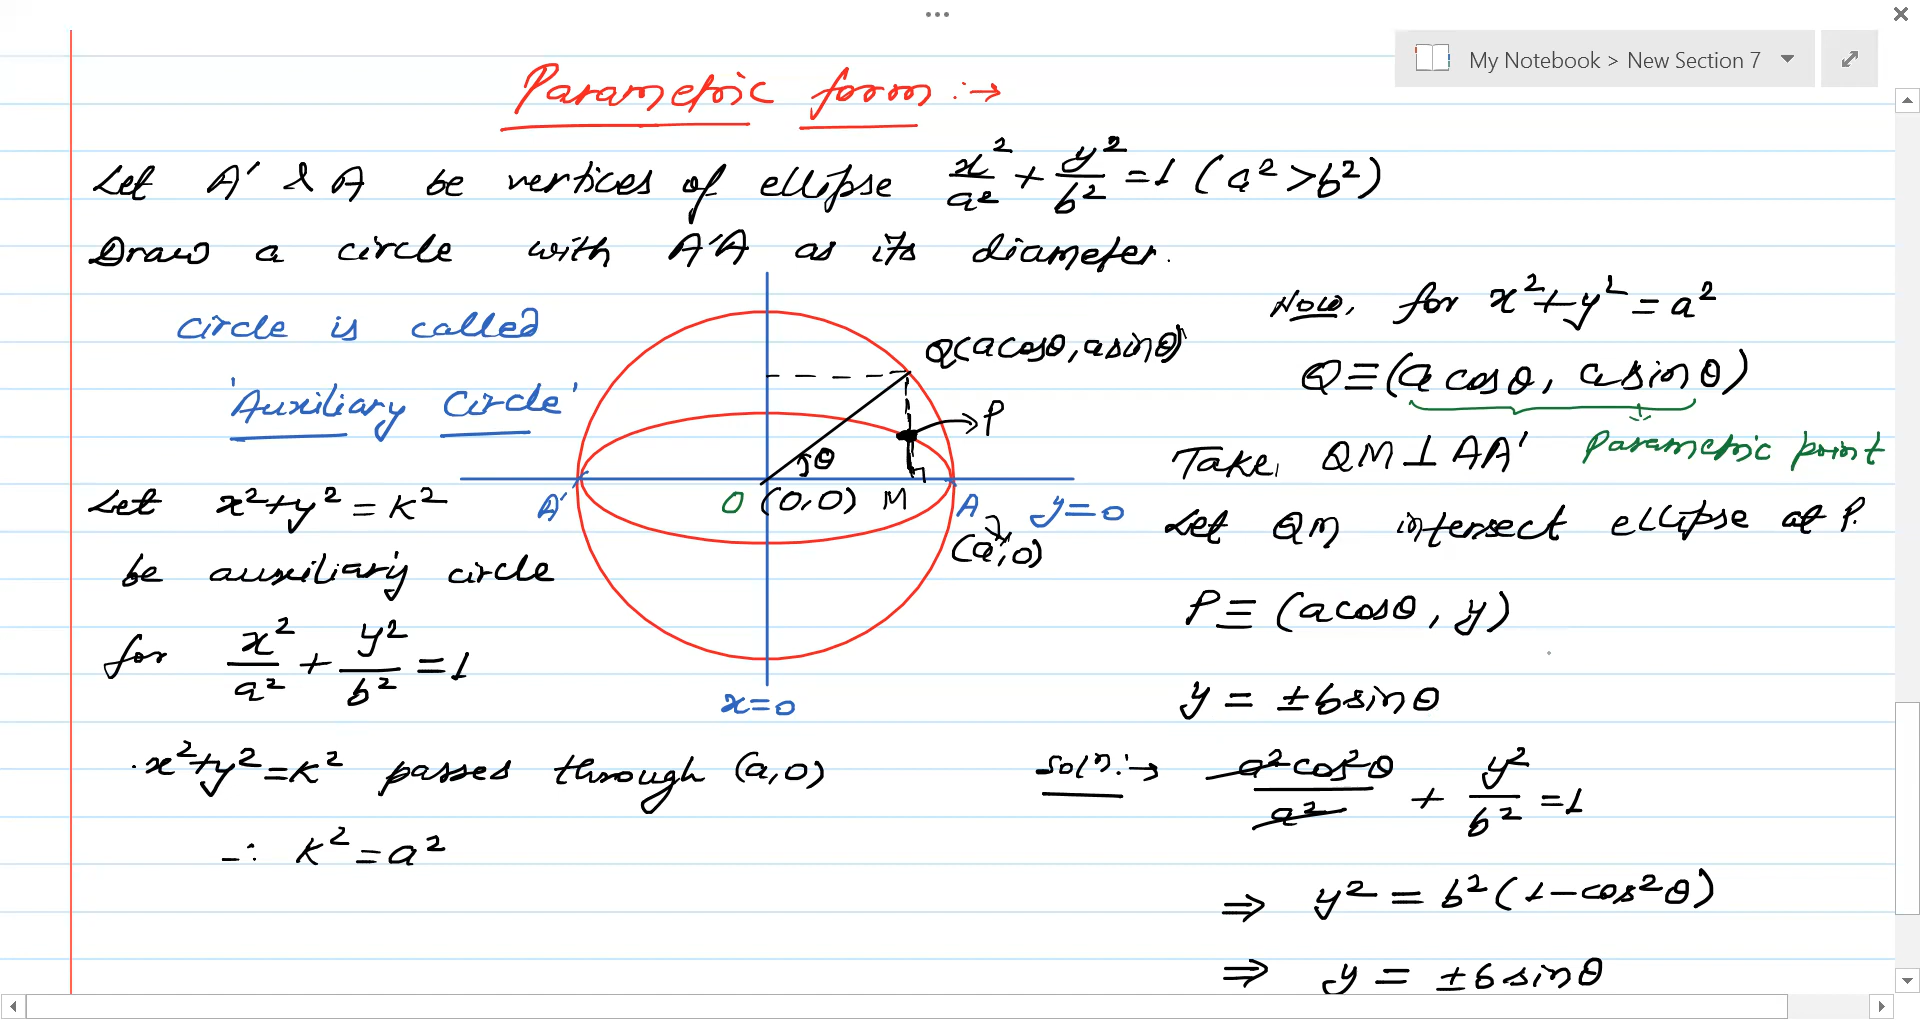 My Notebook > New Section 7
Parametric form :→
Let A' & A be vertices of ellipse x²/a² + y²/b² = 1 (a² > b²)
Draw a circle with A'A as its diameter.
circle is called
'Auxiliary Circle'
Let x² + y² = K²
be auxiliary circle
for x²/a² + y²/b² = 1
x² + y² = K² passes through (a, 0)
∴ K² = a²
Q(acosθ, asinθ)
P
θ
A' O (0,0) M A y=0
(a, 0)
x=0
Now, for x² + y² = a²
Q ≡ (a cosθ, a sinθ)
Parametric point
Take, QM ⊥ AA'
Let QM intersect ellipse at P.
P ≡ (acosθ, y)
y = ± b sinθ
Solⁿ :→ a²cos²θ/a² + y²/b² = 1
⇒ y² = b²(1 − cos²θ)
⇒ y = ± b sinθ